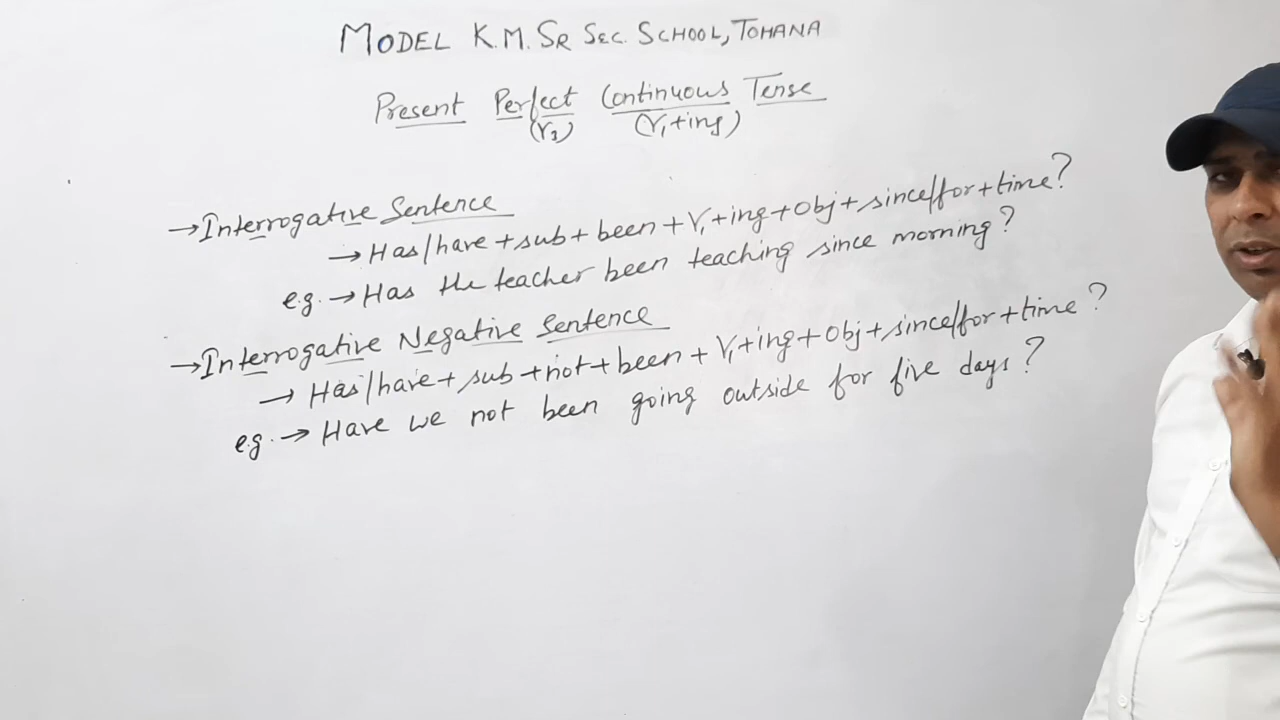 MODEL K.M. SR SEC. SCHOOL, TOHANA
Present Perfect Continuous Tense
(V₃) (V₁+ing)
→ Interrogative Sentence
→ Has/have + sub + been + V₁ + ing + Obj + since/for + time?
e.g. → Has the teacher been teaching since morning?
→ Interrogative Negative Sentence
→ Has/have + sub + not + been + V₁ + ing + Obj + since/for + time?
e.g. → Have we not been going outside for five days?